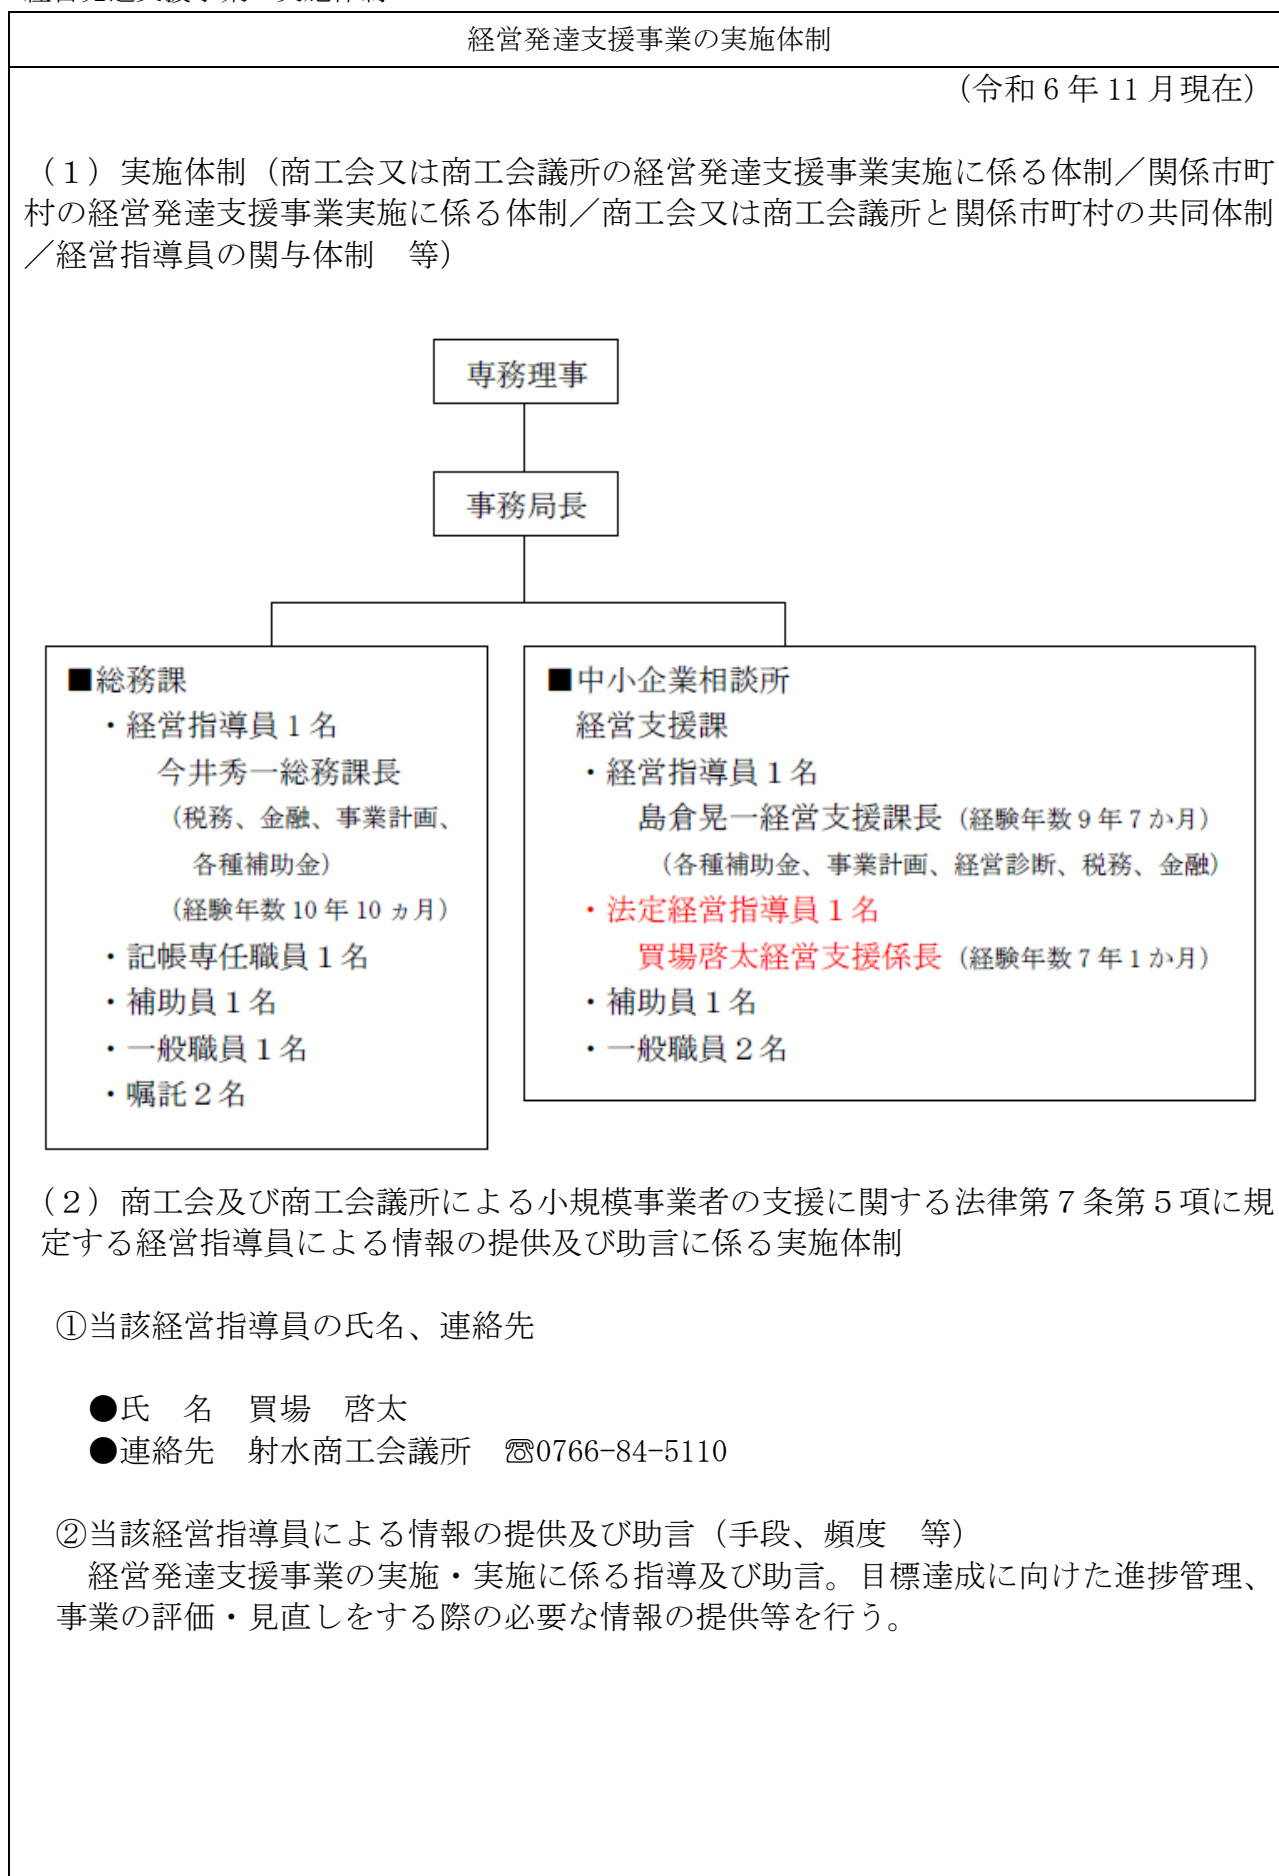 経営発達支援事業の実施体制
（令和６年 11 月現在）
（１）実施体制（商工会又は商工会議所の経営発達支援事業実施に係る体制／関係市町
村の経営発達支援事業実施に係る体制／商工会又は商工会議所と関係市町村の共同体制
／経営指導員の関与体制　等）
専務理事
事務局長
■総務課
・経営指導員１名
今井秀一総務課長
（税務、金融、事業計画、
各種補助金）
（経験年数 10 年 10 ヵ月）
・記帳専任職員１名
・補助員１名
・一般職員１名
・嘱託２名
■中小企業相談所
経営支援課
・経営指導員１名
島倉晃一経営支援課長（経験年数９年７か月）
（各種補助金、事業計画、経営診断、税務、金融）
・法定経営指導員１名
買場啓太経営支援係長（経験年数７年１か月）
・補助員１名
・一般職員２名
（２）商工会及び商工会議所による小規模事業者の支援に関する法律第７条第５項に規
定する経営指導員による情報の提供及び助言に係る実施体制
①当該経営指導員の氏名、連絡先
●氏　名　買場　啓太
●連絡先　射水商工会議所　☏0766-84-5110
②当該経営指導員による情報の提供及び助言（手段、頻度　等）
経営発達支援事業の実施・実施に係る指導及び助言。目標達成に向けた進捗管理、
事業の評価・見直しをする際の必要な情報の提供等を行う。